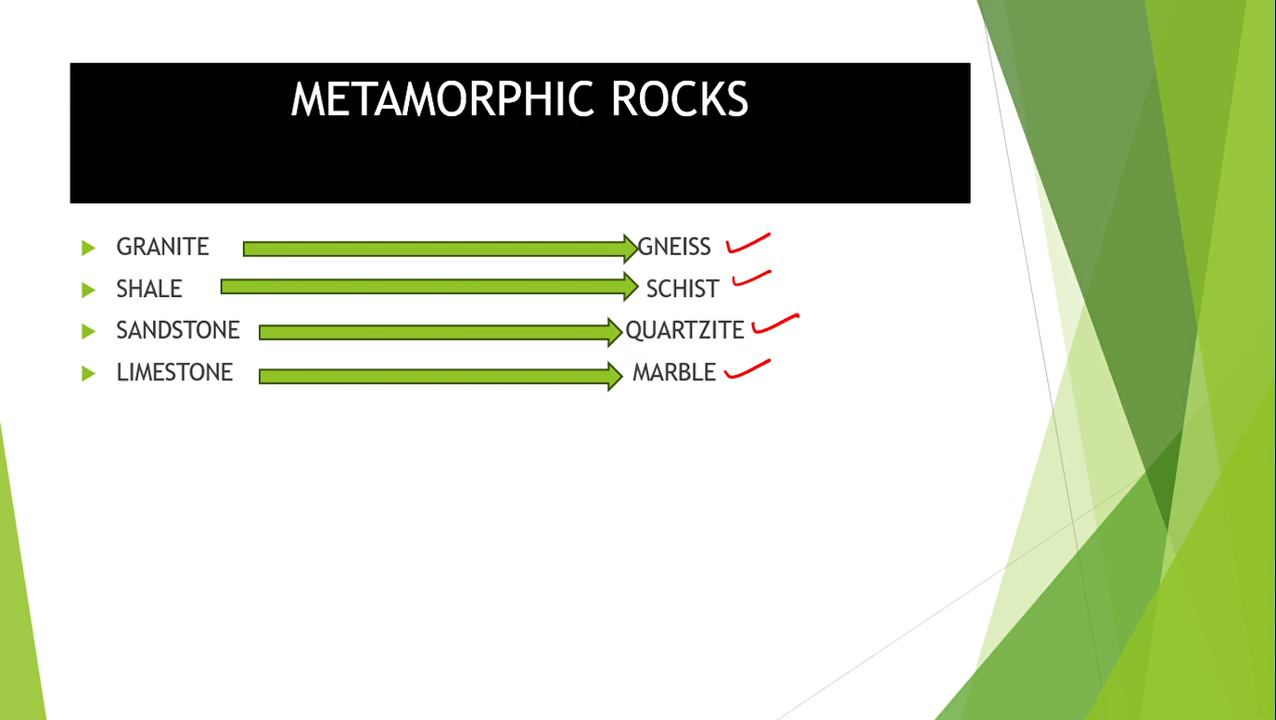 METAMORPHIC ROCKS
GRANITE GNEISS
SHALE SCHIST
SANDSTONE QUARTZITE
LIMESTONE MARBLE